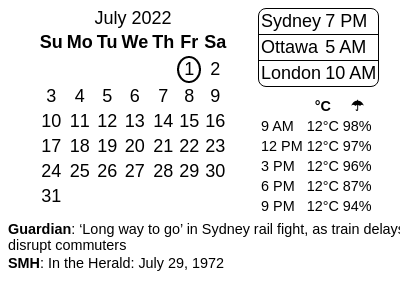 July 2022
Su Mo Tu We Th Fr Sa
1 2
3 4 5 6 7 8 9
10 11 12 13 14 15 16
17 18 19 20 21 22 23
24 25 26 27 28 29 30
31
Sydney 7 PM
Ottawa 5 AM
London 10 AM
°C ☂
9 AM 12°C 98%
12 PM 12°C 97%
3 PM 12°C 96%
6 PM 12°C 87%
9 PM 12°C 94%
Guardian: ‘Long way to go’ in Sydney rail fight, as train delays
disrupt commuters
SMH: In the Herald: July 29, 1972